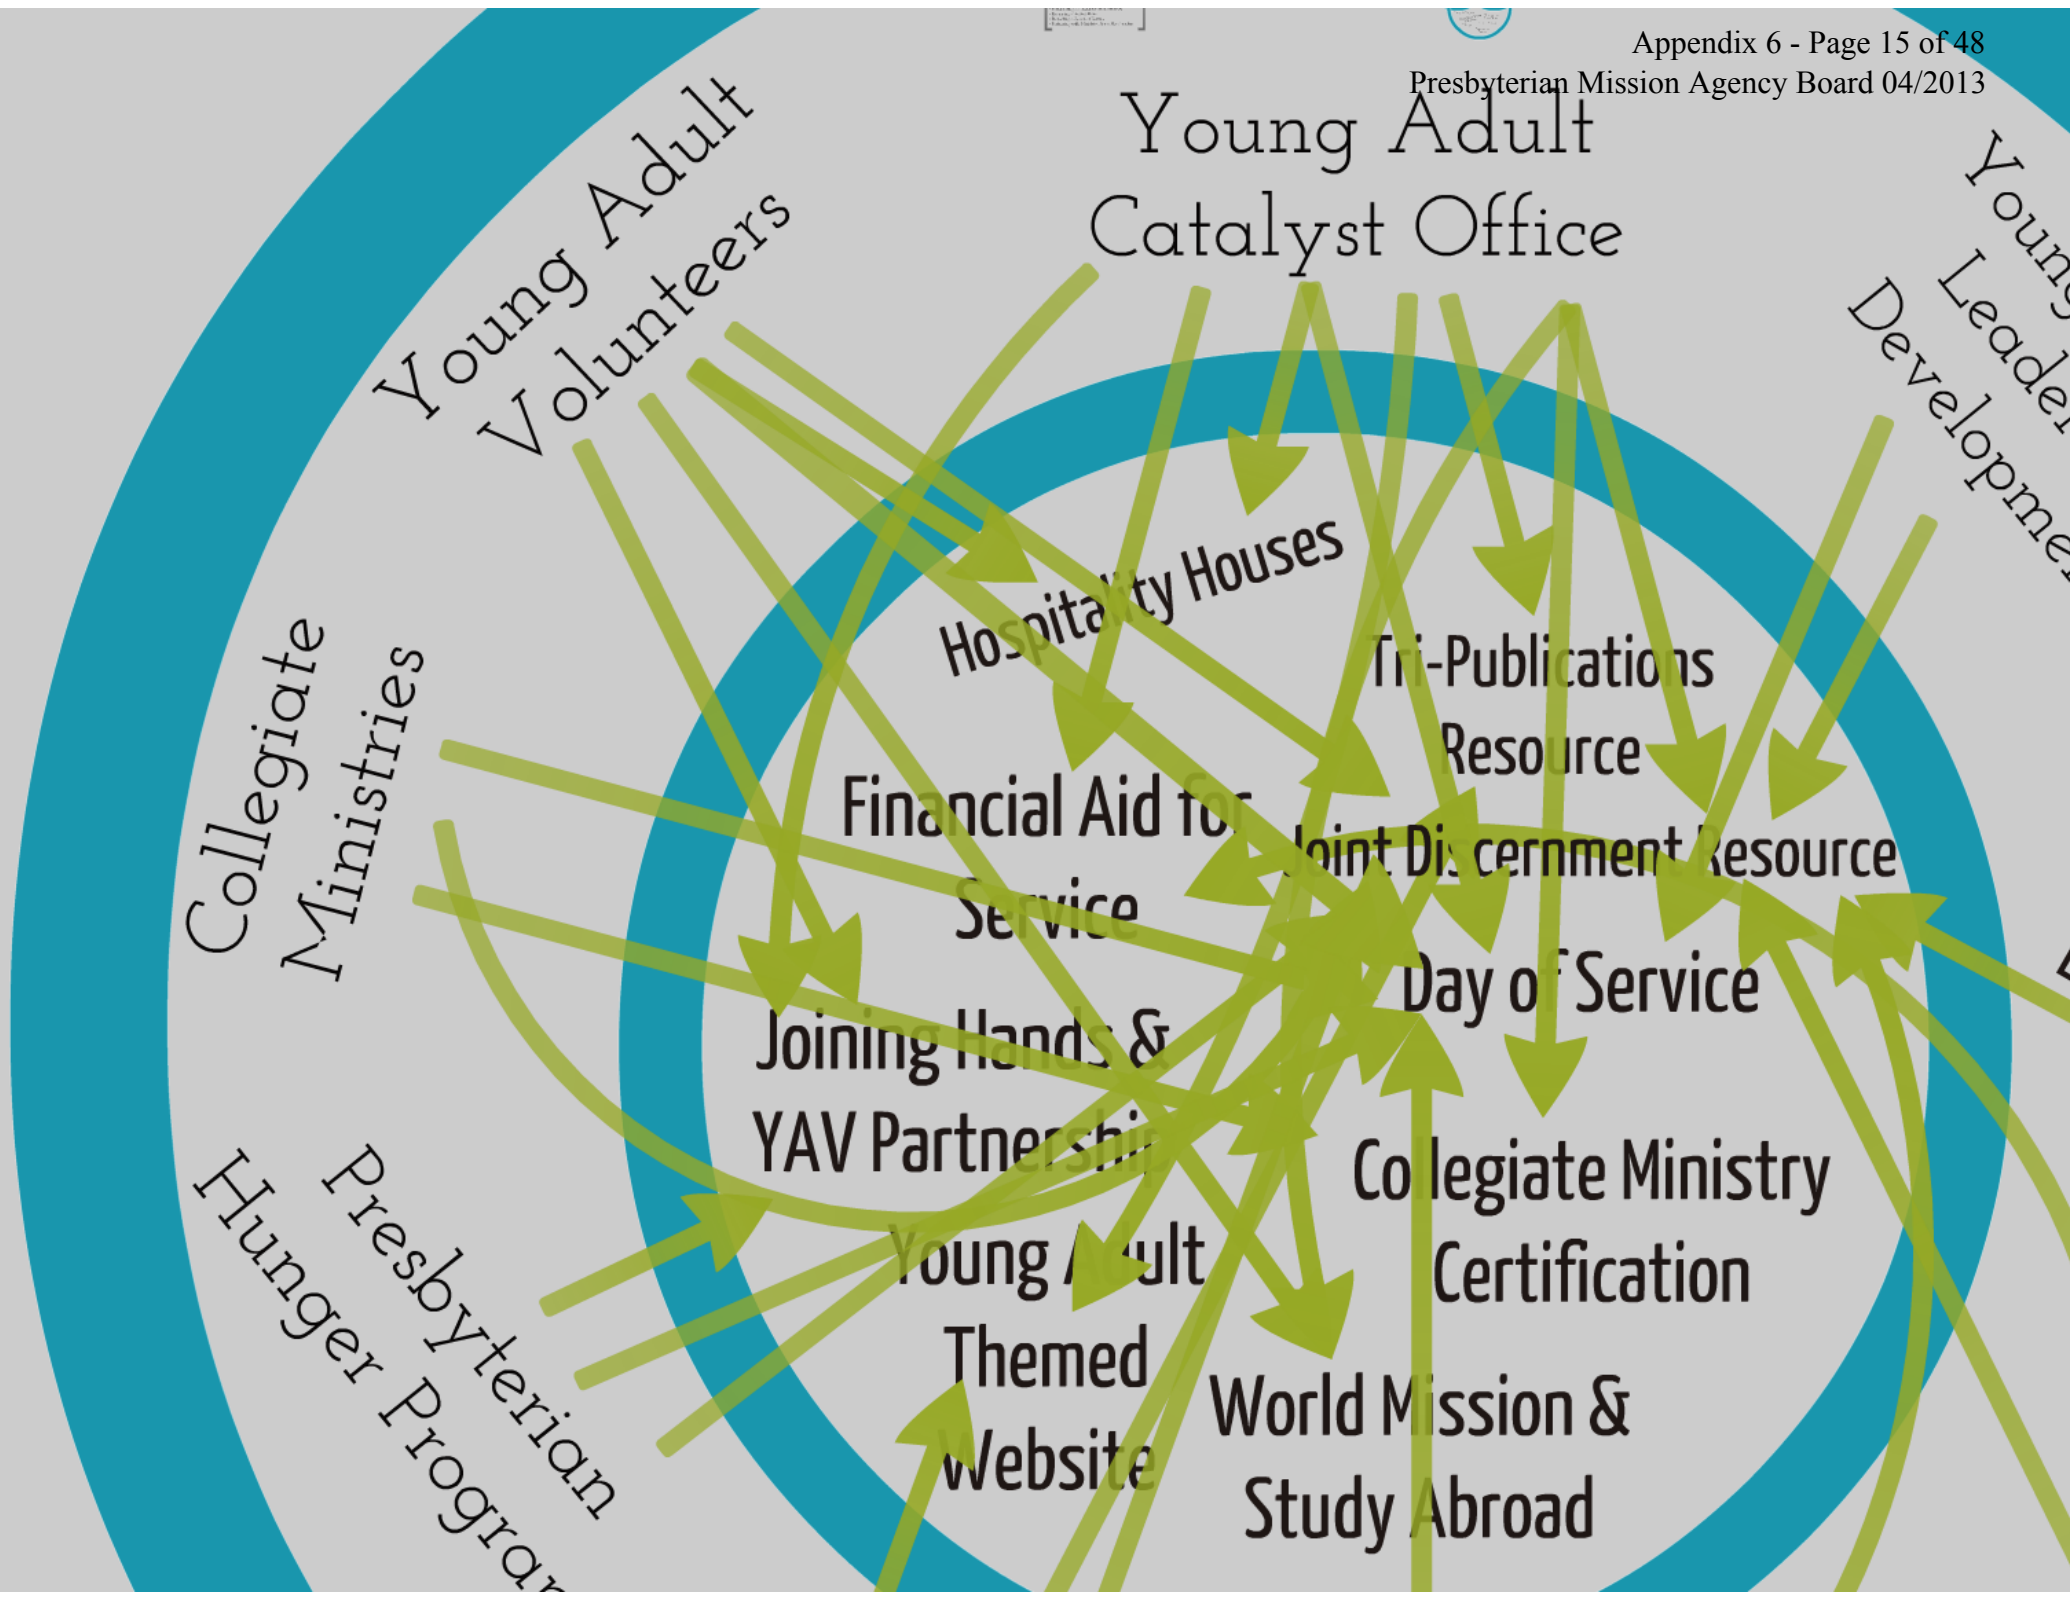 Appendix 6 - Page 15 of 48
Presbyterian Mission Agency Board 04/2013
Young Adult
Catalyst Office
Young Adult
Volunteers
Collegiate
Ministries
Presbyterian
Hunger
Hospitality Houses
Tri-Publications
Resource
Financial Aid for
Service
Joint Discernment Resource
Day of Service
Joining Hands &
YAV Partnership
Collegiate Ministry
Certification
Young Adult
Themed
Website
World Mission &
Study Abroad